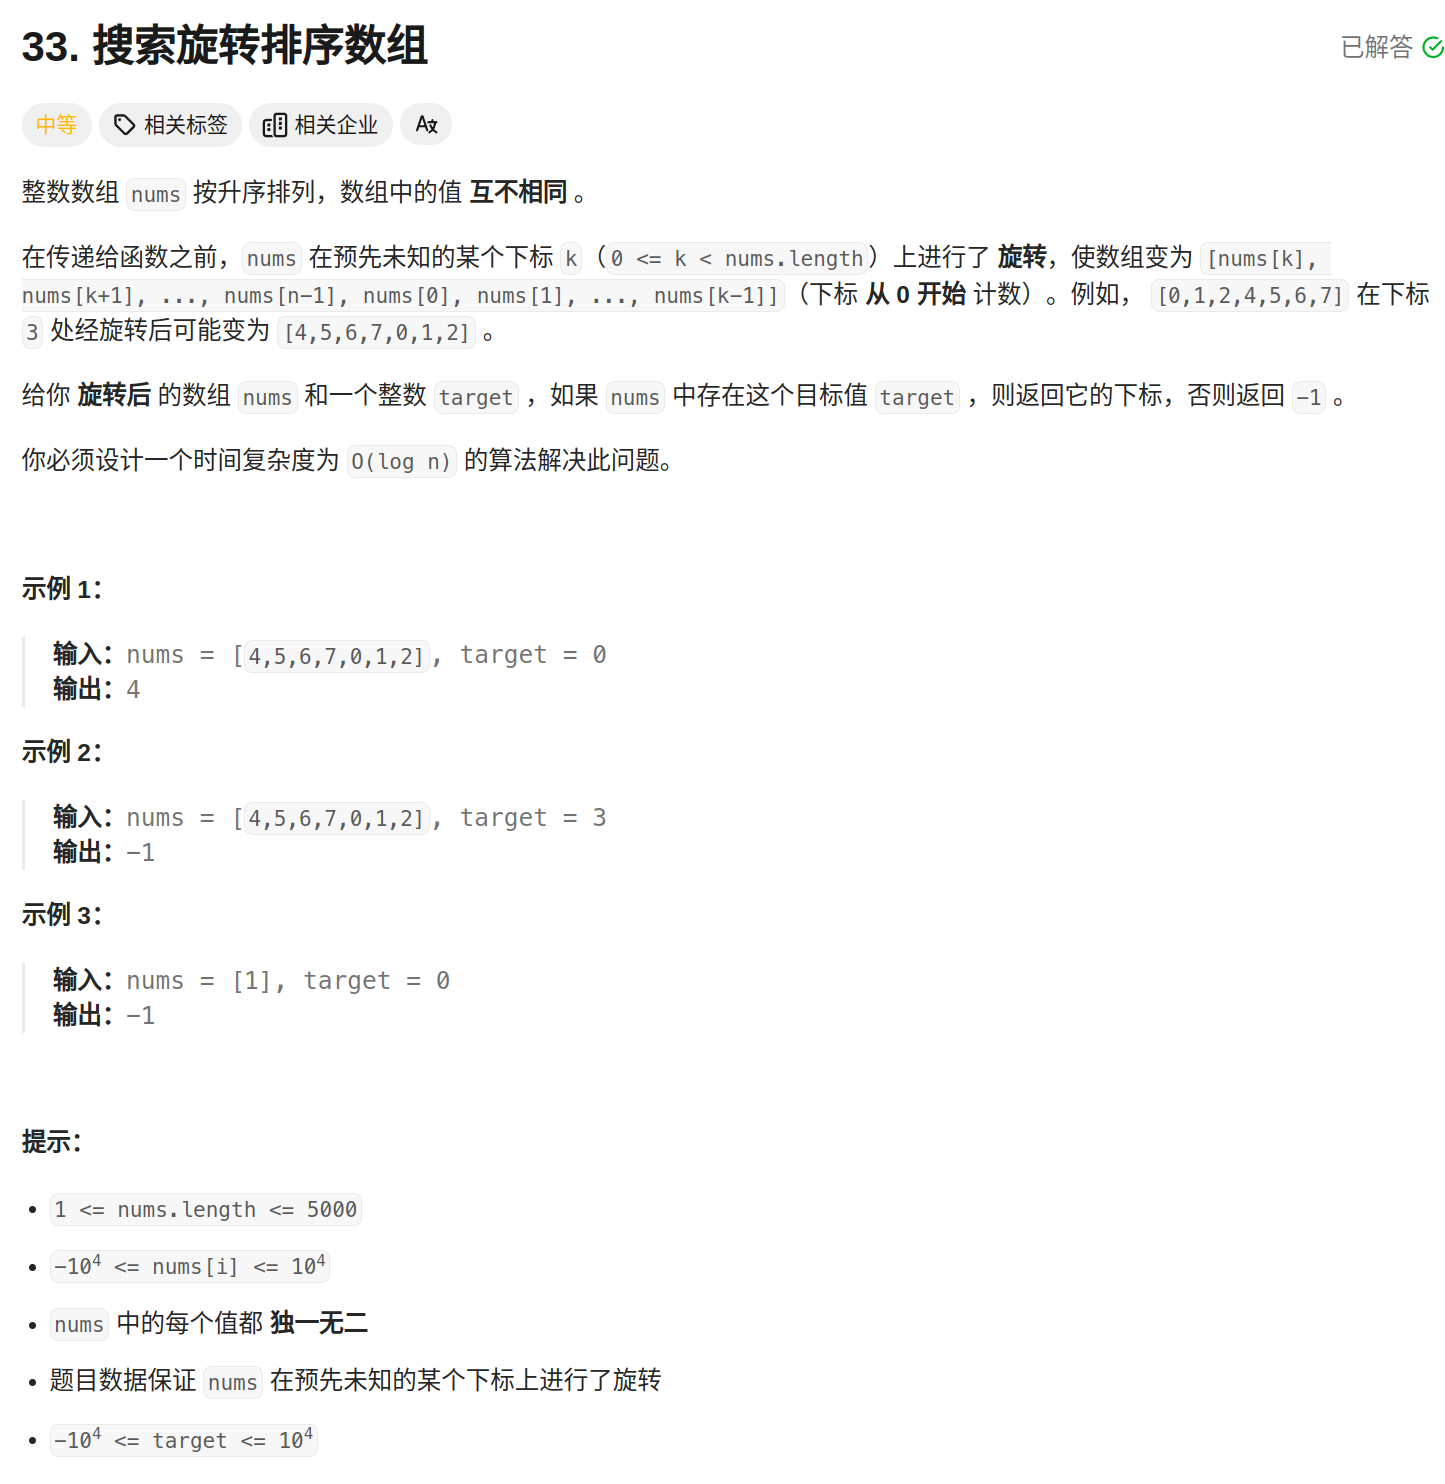 33. 搜索旋转排序数组
已解答
中等 相关标签 相关企业
整数数组 nums 按升序排列，数组中的值 互不相同 。
在传递给函数之前，nums 在预先未知的某个下标 k（0 <= k < nums.length）上进行了 旋转，使数组变为 [nums[k],
nums[k+1], ..., nums[n-1], nums[0], nums[1], ..., nums[k-1]]（下标 从 0 开始 计数）。例如， [0,1,2,4,5,6,7] 在下标
3 处经旋转后可能变为 [4,5,6,7,0,1,2] 。
给你 旋转后 的数组 nums 和一个整数 target ，如果 nums 中存在这个目标值 target ，则返回它的下标，否则返回 -1 。
你必须设计一个时间复杂度为 O(log n) 的算法解决此问题。
示例 1：
输入：nums = [4,5,6,7,0,1,2], target = 0
输出：4
示例 2：
输入：nums = [4,5,6,7,0,1,2], target = 3
输出：-1
示例 3：
输入：nums = [1], target = 0
输出：-1
提示：
• 1 <= nums.length <= 5000
• -10⁴ <= nums[i] <= 10⁴
• nums 中的每个值都 独一无二
• 题目数据保证 nums 在预先未知的某个下标上进行了旋转
• -10⁴ <= target <= 10⁴